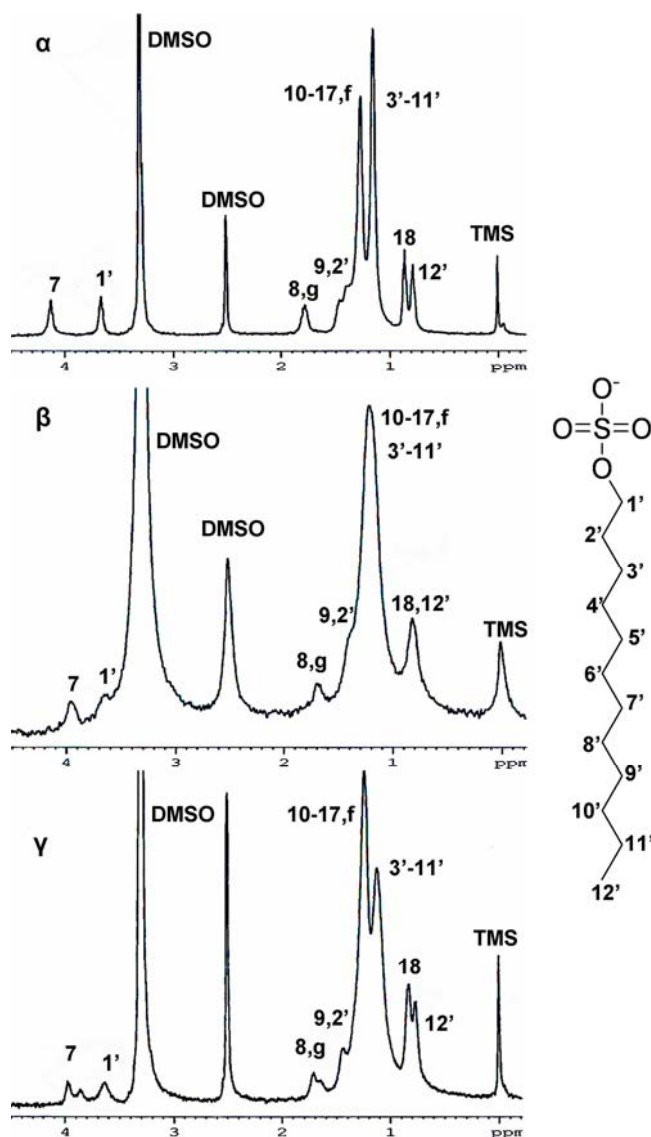 α
DMSO
10-17,f
3’-11’
DMSO
18
TMS
7
1’
9,2’
12’
8,g
4 3 2 1 ppm
β
10-17,f
DMSO
3’-11’
DMSO
9,2’
18,12’
TMS
7
1’
8,g
4 3 2 1 ppm
γ
DMSO
10-17,f
3’-11’
TMS
18
7
1’
9,2’
12’
8,g
4 3 2 1 ppm
O-
O=S=O
O
1’
2’
3’
4’
5’
6’
7’
8’
9’
10’
11’
12’